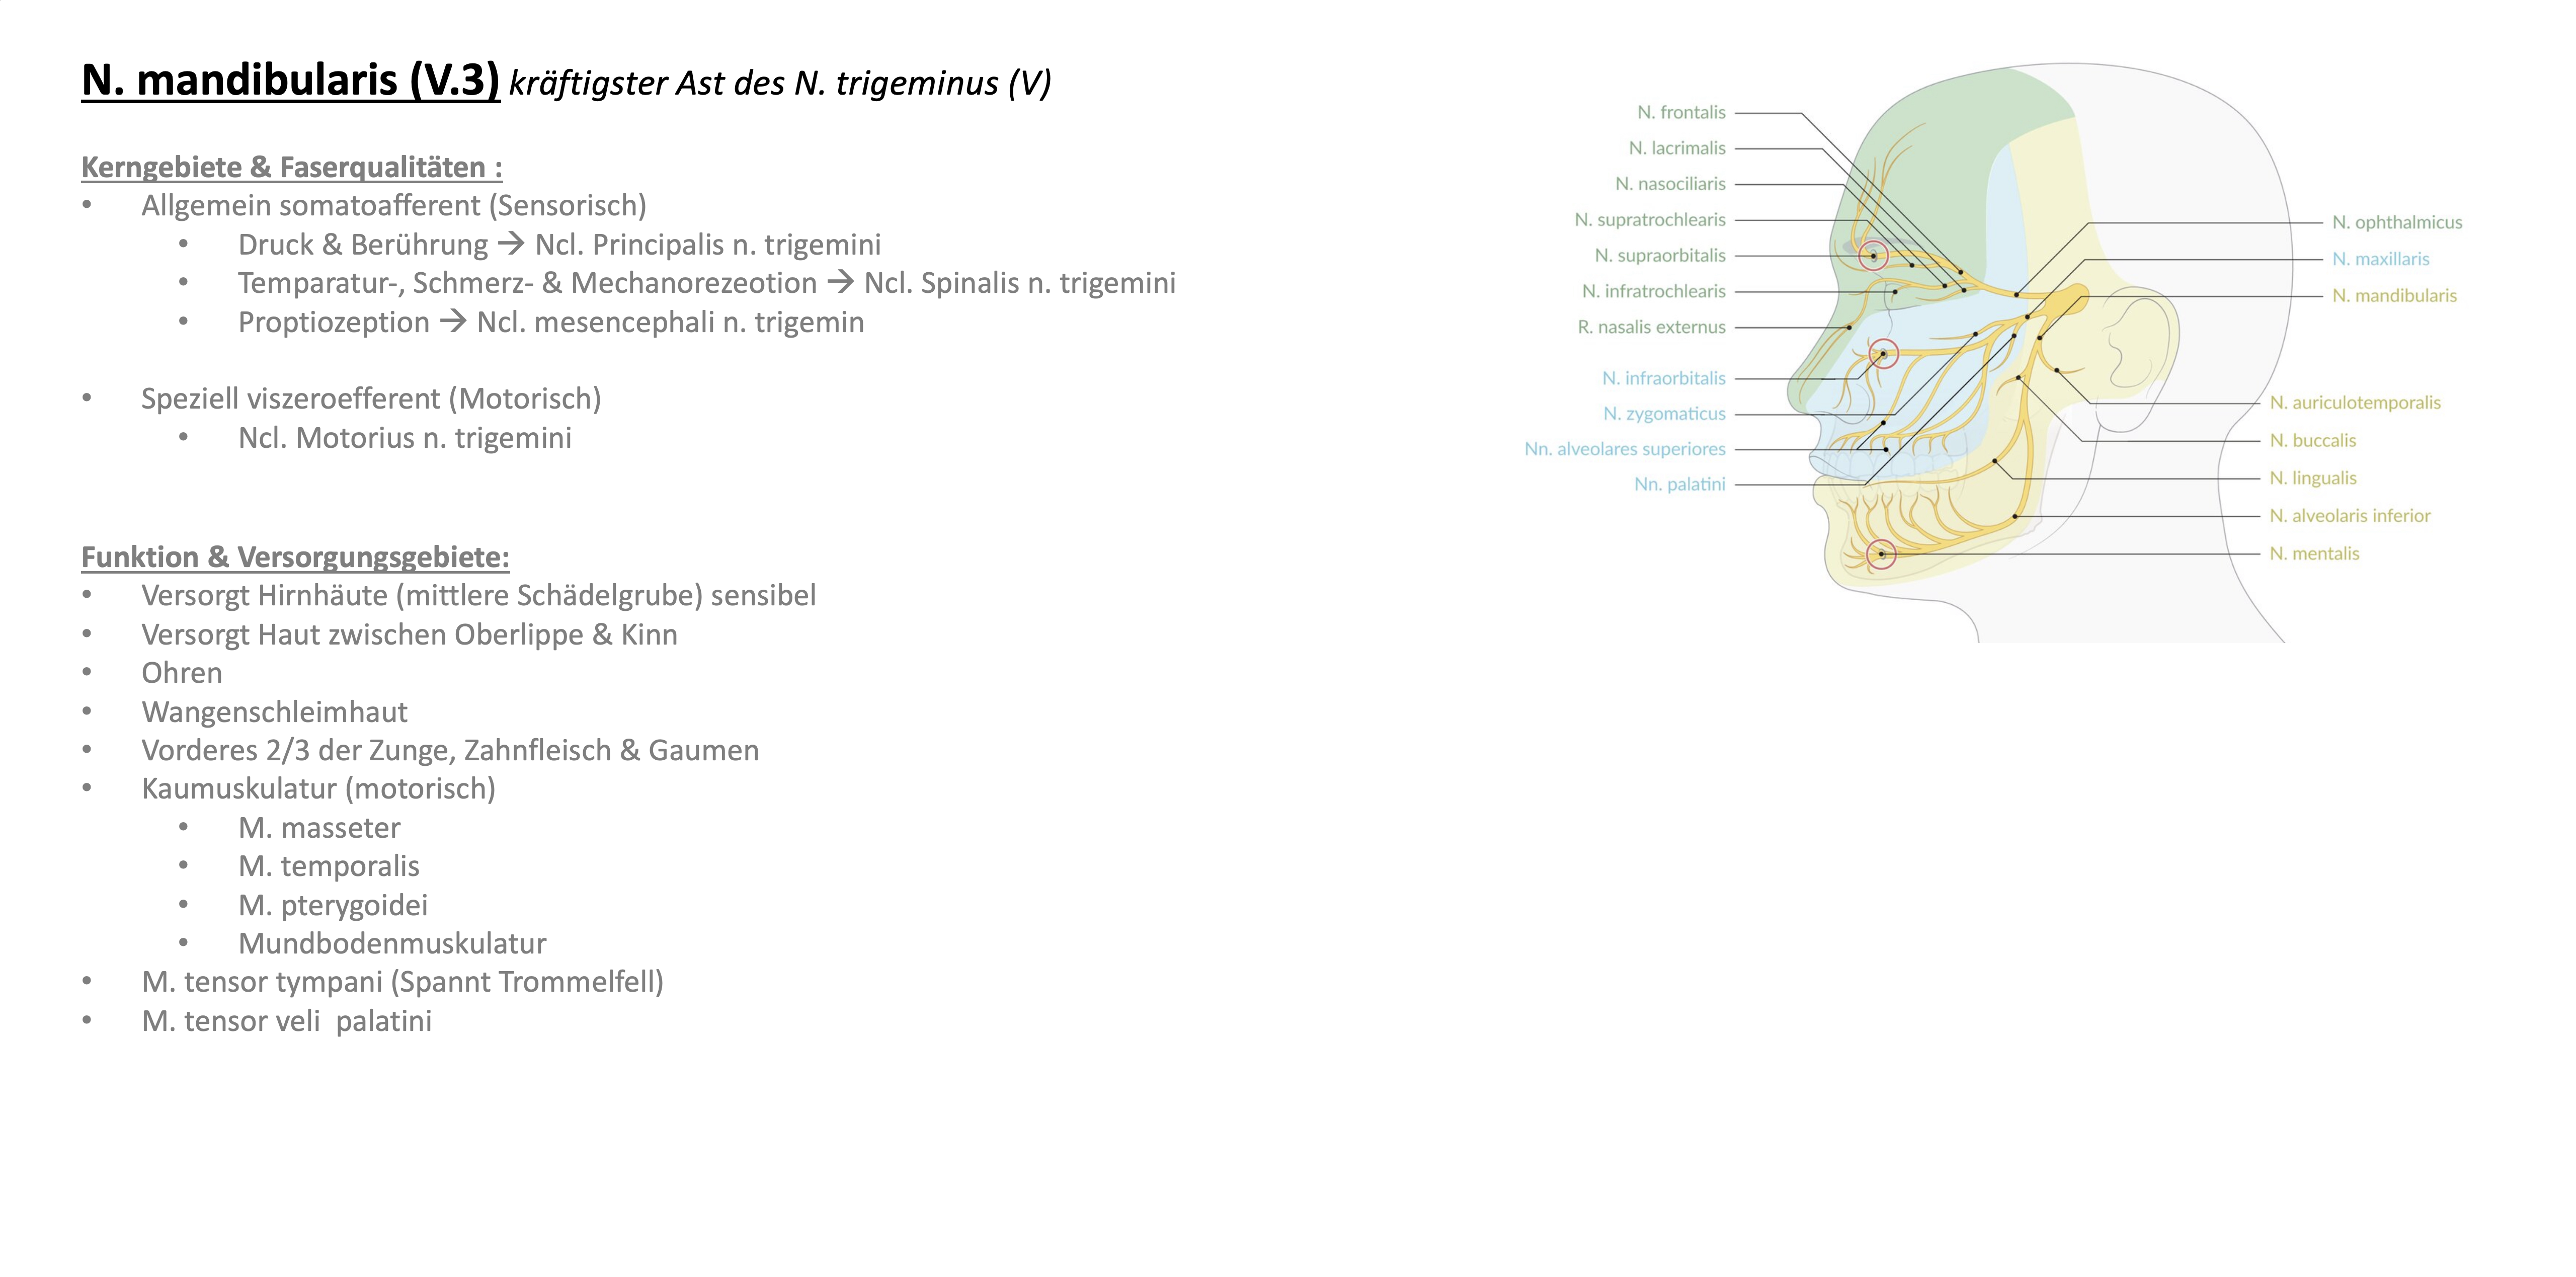 N. mandibularis (V.3) kräftigster Ast des N. trigeminus (V)
Kerngebiete & Faserqualitäten :
• Allgemein somatoafferent (Sensorisch)
• Druck & Berührung → Ncl. Principalis n. trigemini
• Temparatur-, Schmerz- & Mechanorezeotion → Ncl. Spinalis n. trigemini
• Proptiozeption → Ncl. mesencephali n. trigemin
• Speziell viszeroefferent (Motorisch)
• Ncl. Motorius n. trigemini
Funktion & Versorgungsgebiete:
• Versorgt Hirnhäute (mittlere Schädelgrube) sensibel
• Versorgt Haut zwischen Oberlippe & Kinn
• Ohren
• Wangenschleimhaut
• Vorderes 2/3 der Zunge, Zahnfleisch & Gaumen
• Kaumuskulatur (motorisch)
• M. masseter
• M. temporalis
• M. pterygoidei
• Mundbodenmuskulatur
• M. tensor tympani (Spannt Trommelfell)
• M. tensor veli  palatini
N. frontalis
N. lacrimalis
N. nasociliaris
N. supratrochlearis
N. supraorbitalis
N. infratrochlearis
R. nasalis externus
N. infraorbitalis
N. zygomaticus
Nn. alveolares superiores
Nn. palatini
N. ophthalmicus
N. maxillaris
N. mandibularis
N. auriculotemporalis
N. buccalis
N. lingualis
N. alveolaris inferior
N. mentalis